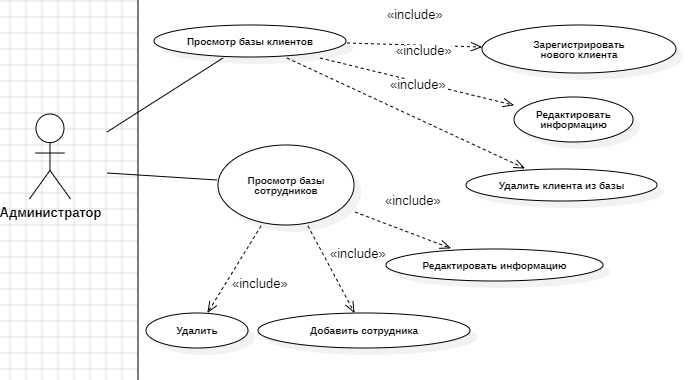 «include»
Просмотр базы клиентов
«include»
Зарегистрировать
нового клиента
«include»
Редактировать
информацию
Администратор
Просмотр базы
сотрудников
Удалить клиента из базы
«include»
«include»
Редактировать информацию
«include»
Удалить
Добавить сотрудника